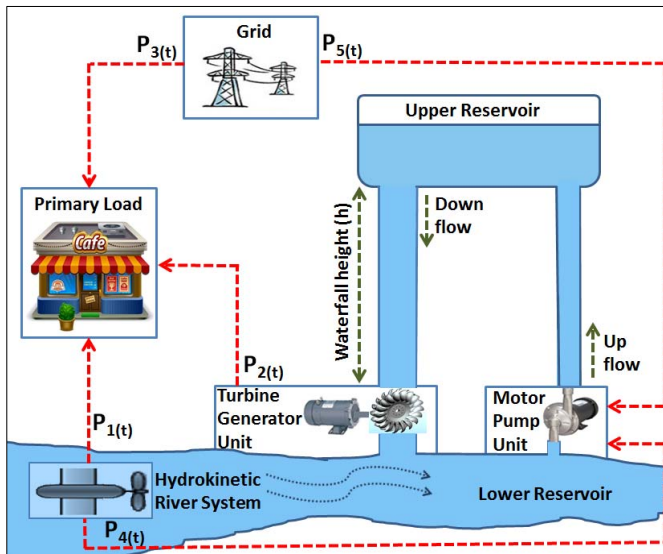 Grid
P3(t)
P5(t)
Upper Reservoir
Primary Load
Cafe
Waterfall height (h)
Down
flow
P2(t)
Up
flow
Turbine
Generator
Unit
Motor
Pump
Unit
P1(t)
Hydrokinetic
River System
Lower Reservoir
P4(t)